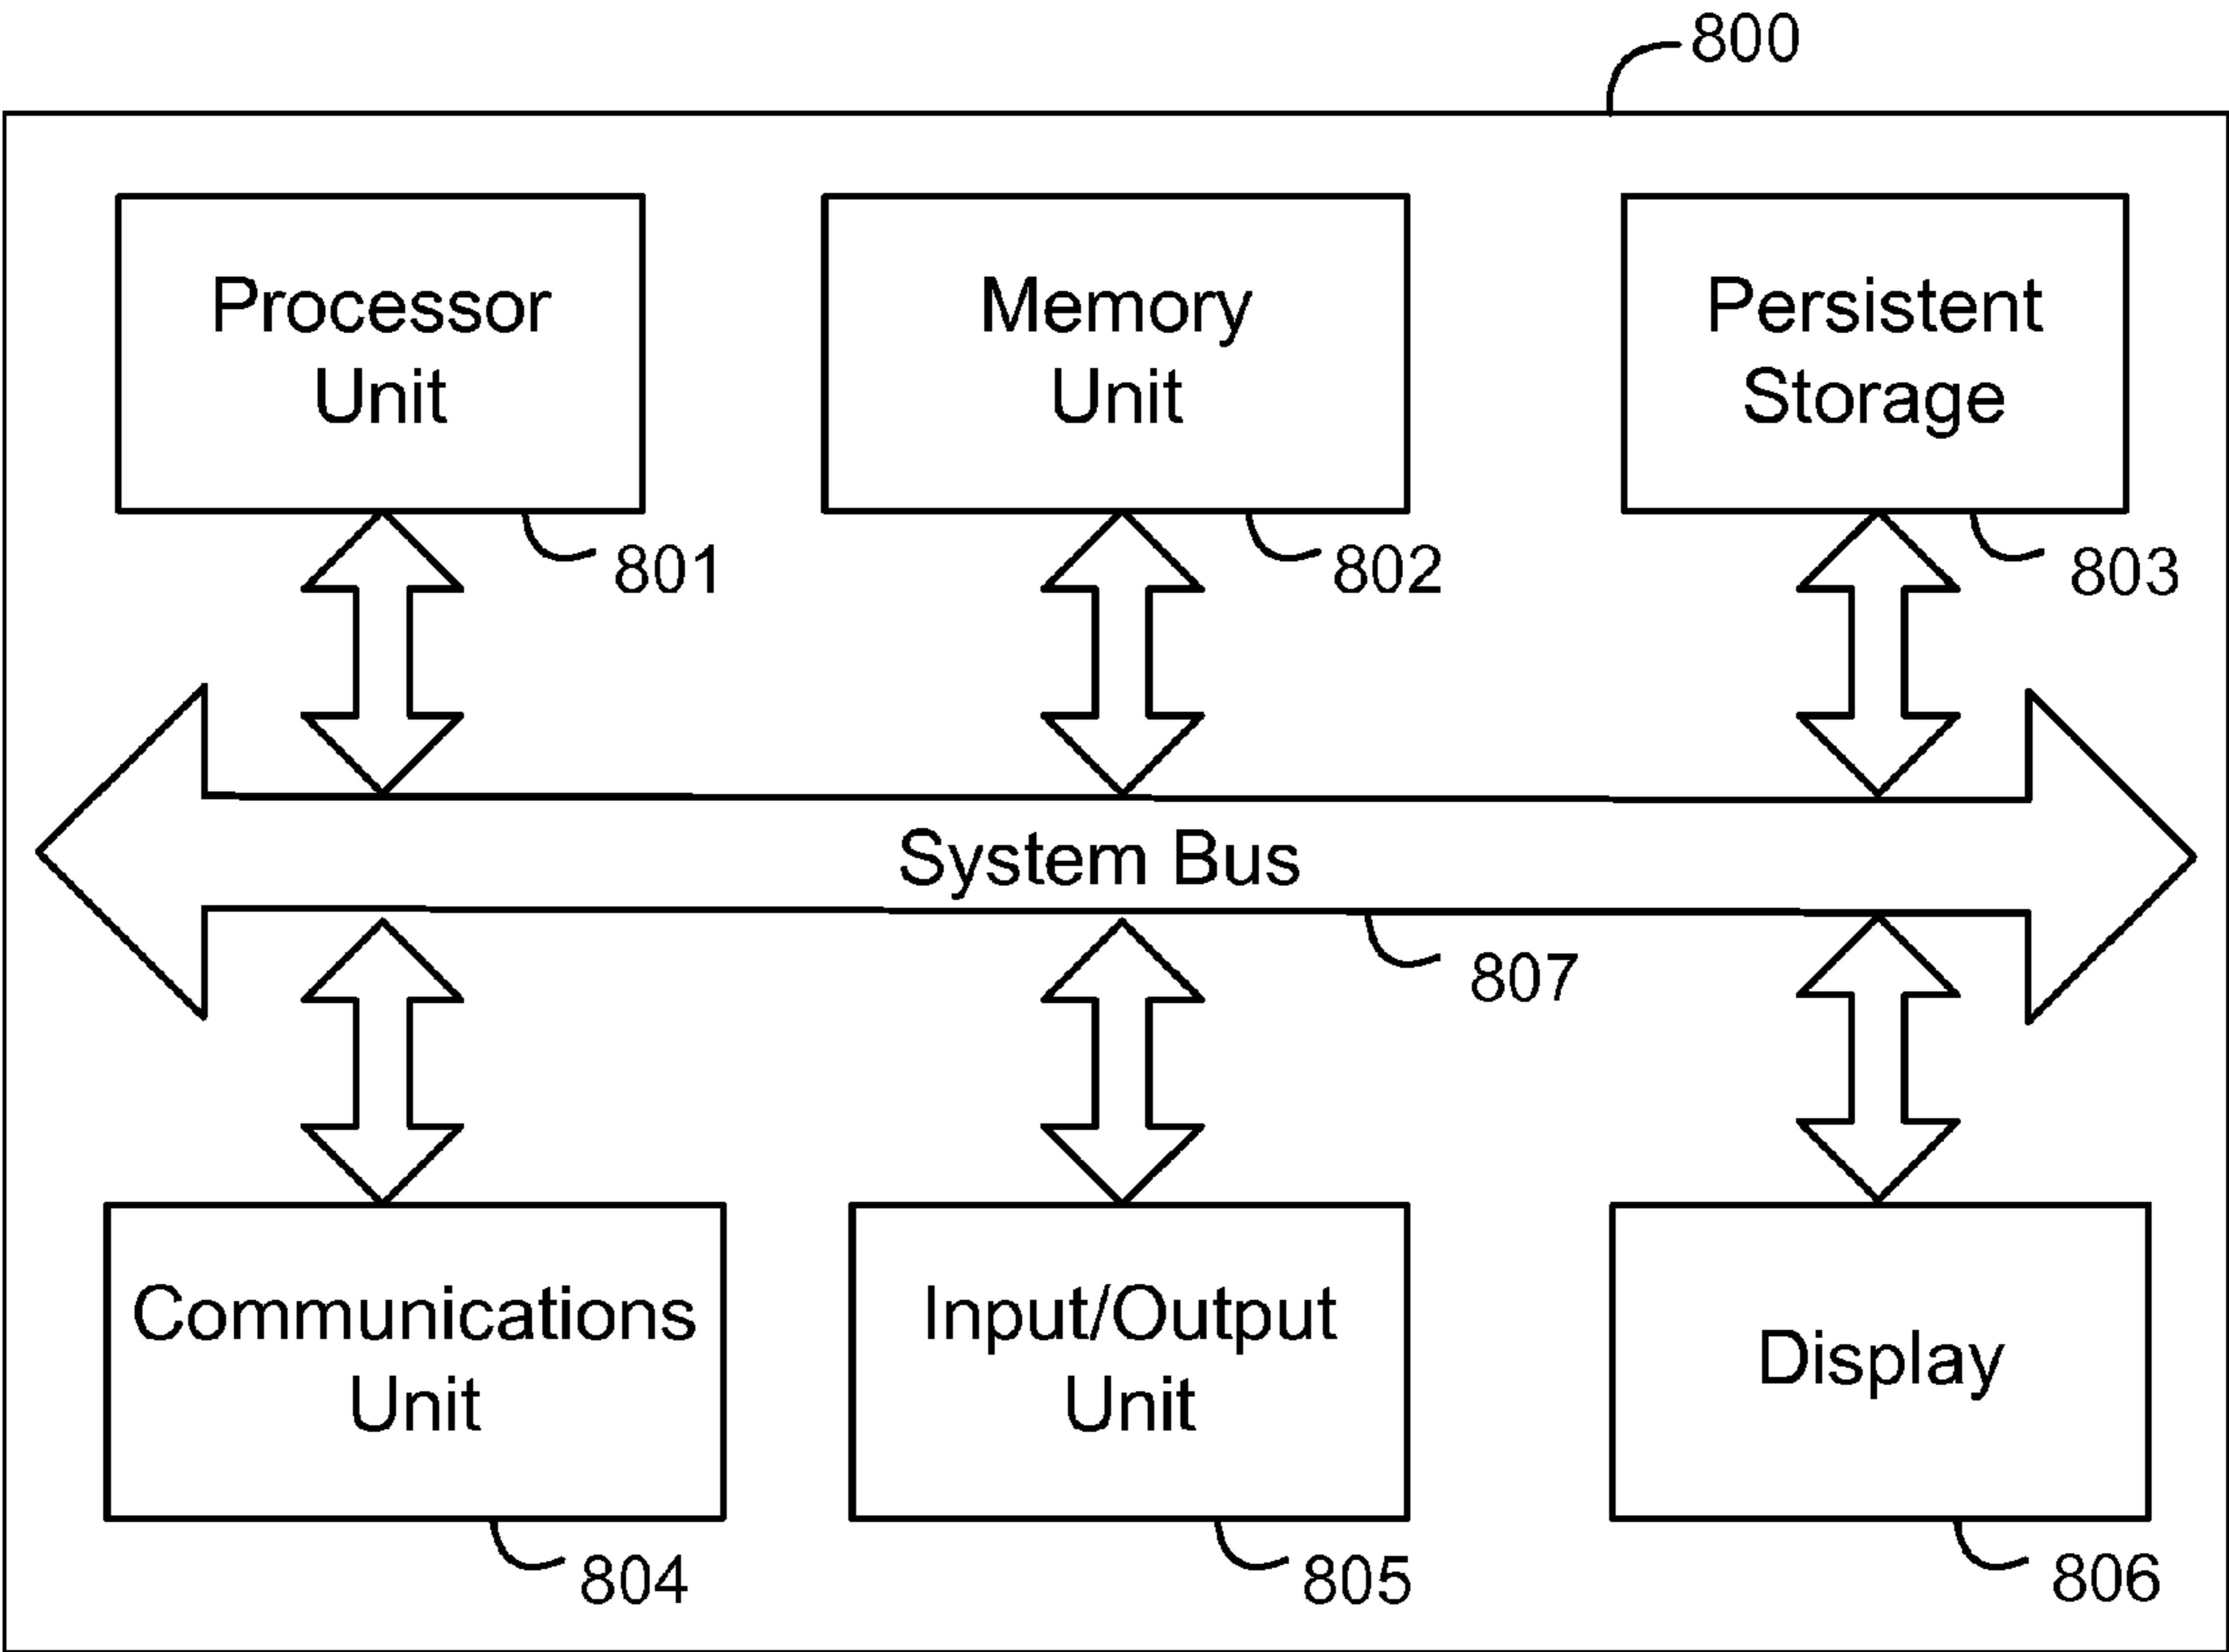 800
Processor
Unit
Memory
Unit
Persistent
Storage
801
802
803
System Bus
807
Communications
Unit
Input/Output
Unit
Display
804
805
806